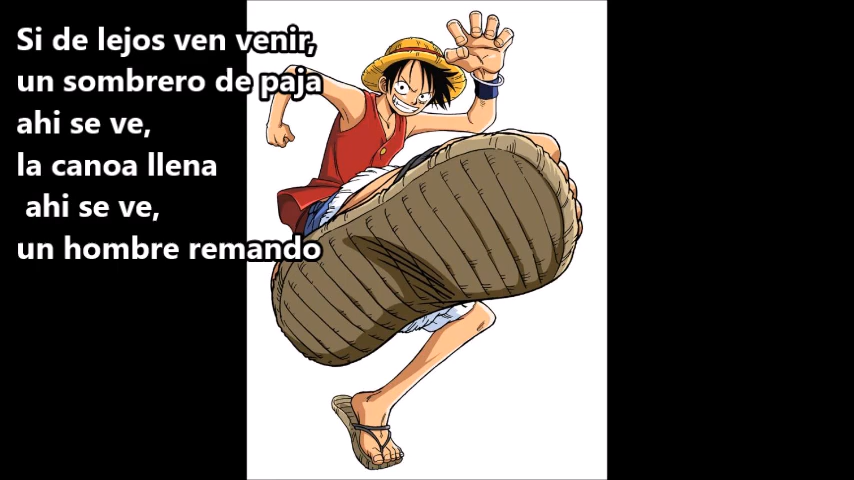 Si de lejos ven venir,
un sombrero de paja
ahi se ve,
la canoa llena
ahi se ve,
un hombre remando